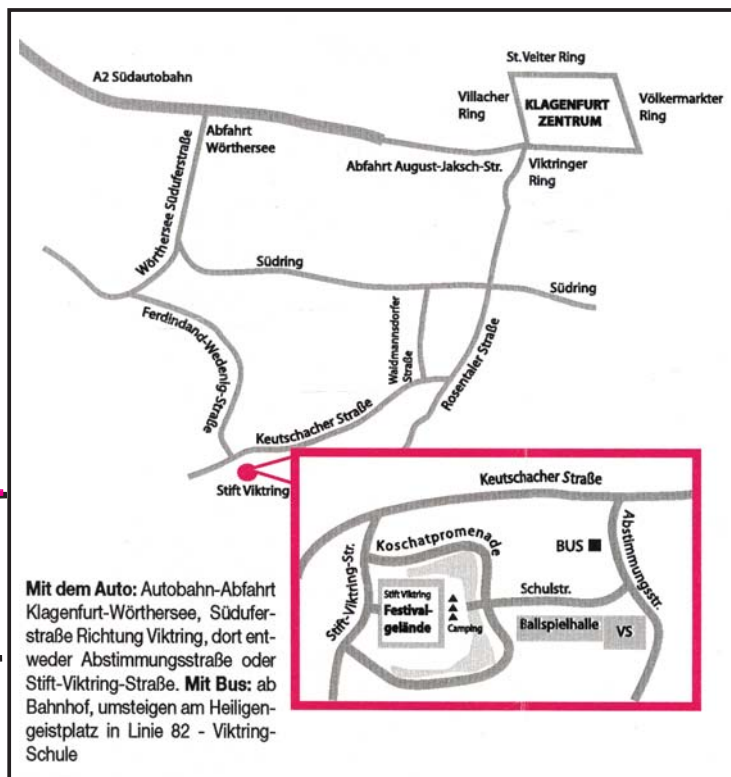 A2 Südautobahn
St. Veiter Ring
Villacher
Ring
KLAGENFURT
ZENTRUM
Völkermarkter
Ring
Abfahrt
Wörthersee
Abfahrt August-Jaksch-Str.
Viktringer
Ring
Wörthersee Süduferstraße
Südring
Südring
Ferdindand-Wedenig-Straße
Waidmannsdorfer
Straße
Rosentaler Straße
Keutschacher Straße
Stift Viktring
Keutschacher Straße
Stift-Viktring-Str.
Koschatpromenade
BUS
Abstimmungsstr.
Stift Viktring
Festival-
gelände
Camping
Schulstr.
Ballspielhalle
VS
Mit dem Auto: Autobahn-Abfahrt
Klagenfurt-Wörthersee, Südufer-
straße Richtung Viktring, dort ent-
weder Abstimmungsstraße oder
Stift-Viktring-Straße. Mit Bus: ab
Bahnhof, umsteigen am Heiligen-
geistplatz in Linie 82 - Viktring-
Schule